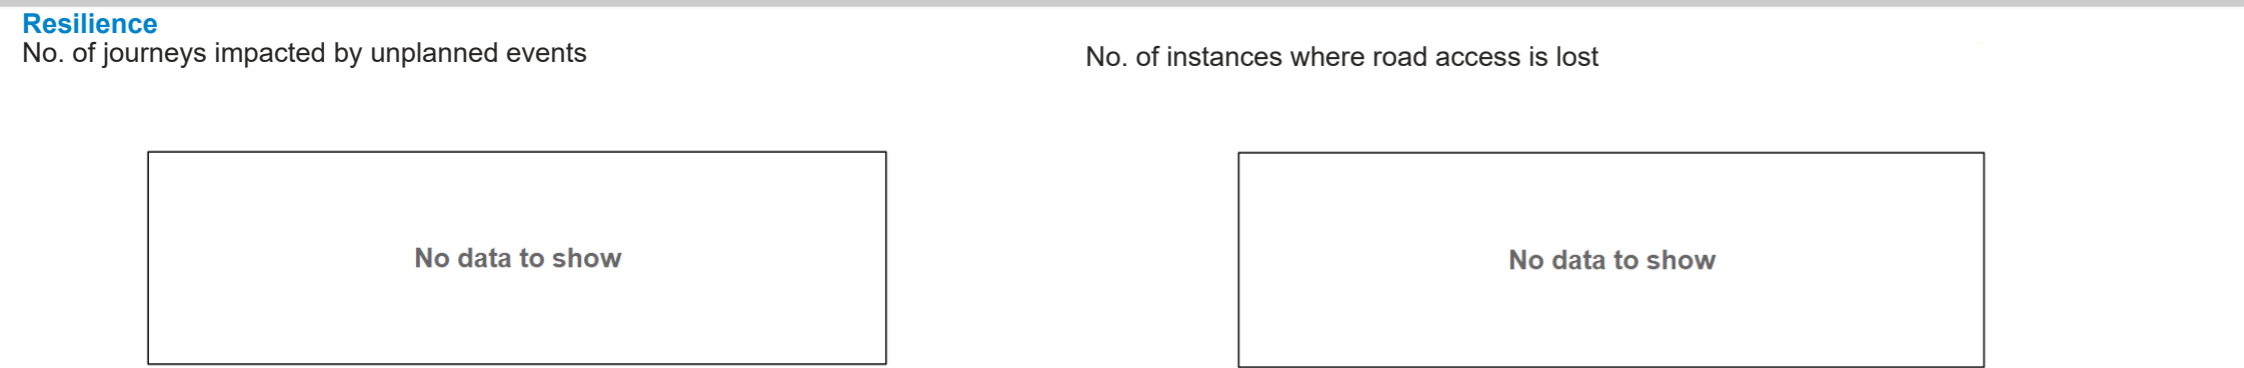 Resilience
No. of journeys impacted by unplanned events
No. of instances where road access is lost
No data to show
No data to show